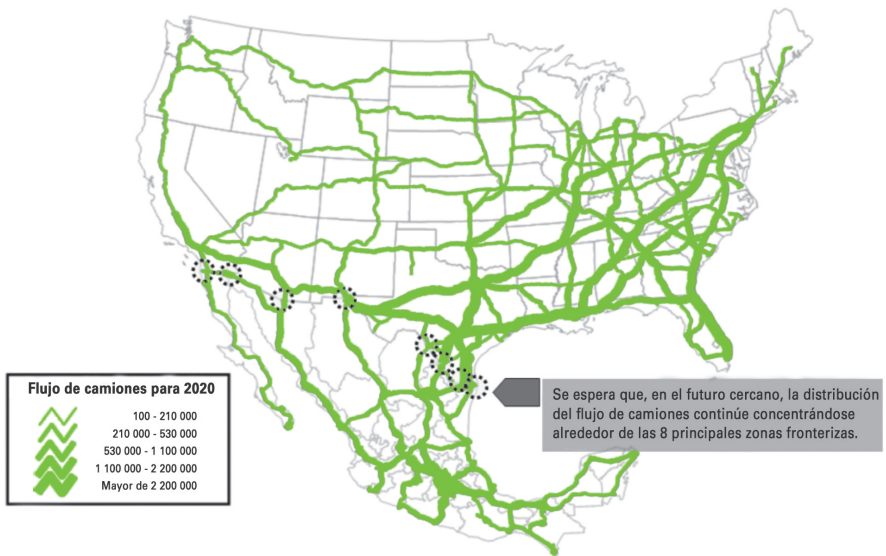 Flujo de camiones para 2020
100 - 210 000
210 000 - 530 000
530 000 - 1 100 000
1 100 000 - 2 200 000
Mayor de 2 200 000
Se espera que, en el futuro cercano, la distribución
del flujo de camiones continúe concentrándose
alrededor de las 8 principales zonas fronterizas.